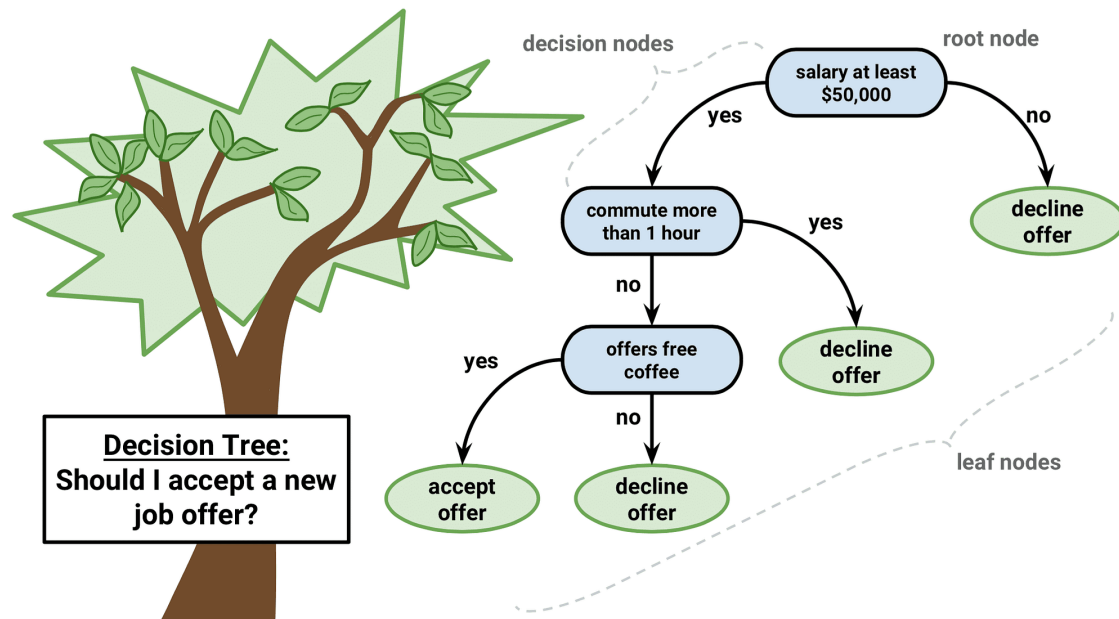 decision nodes
root node
salary at least
$50,000
yes
no
commute more
than 1 hour
yes
decline
offer
no
offers free
coffee
decline
offer
yes
no
accept
offer
decline
offer
leaf nodes
Decision Tree:
Should I accept a new
job offer?